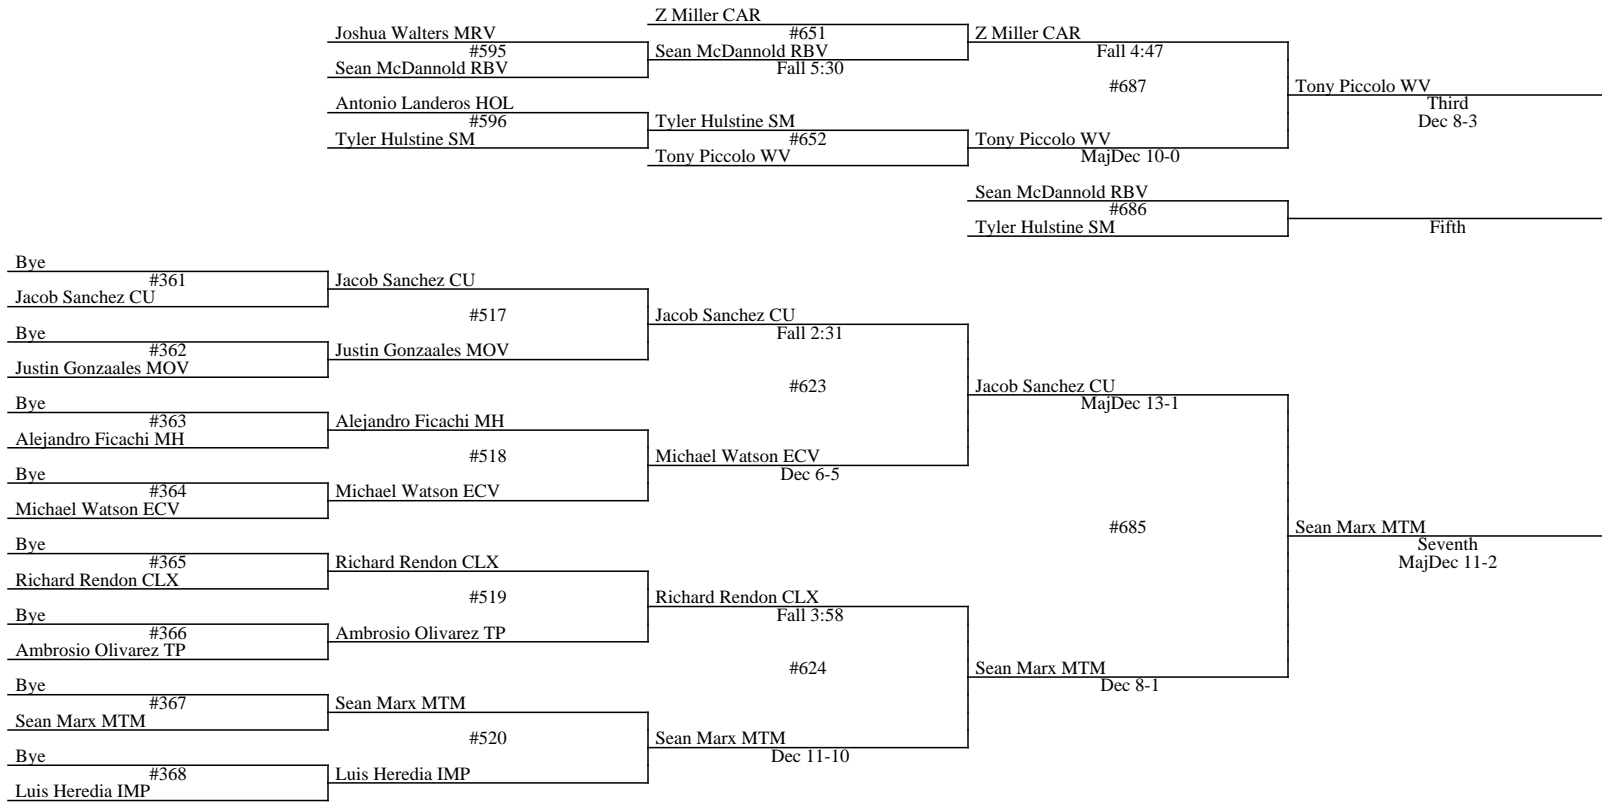 Z Miller CAR
Joshua Walters MRV
#651
Z Miller CAR
#595
Sean McDannold RBV
Fall 4:47
Sean McDannold RBV
Fall 5:30
#687
Tony Piccolo WV
Antonio Landeros HOL
Third
#596
Tyler Hulstine SM
Dec 8-3
Tyler Hulstine SM
#652
Tony Piccolo WV
Tony Piccolo WV
MajDec 10-0
Sean McDannold RBV
#686
Tyler Hulstine SM
Fifth
Bye
#361
Jacob Sanchez CU
Jacob Sanchez CU
#517
Jacob Sanchez CU
Bye
Fall 2:31
#362
Justin Gonzaales MOV
Justin Gonzaales MOV
#623
Jacob Sanchez CU
Bye
MajDec 13-1
#363
Alejandro Ficachi MH
Alejandro Ficachi MH
#518
Michael Watson ECV
Bye
Dec 6-5
#364
Michael Watson ECV
Michael Watson ECV
#685
Sean Marx MTM
Bye
Seventh
#365
Richard Rendon CLX
MajDec 11-2
Richard Rendon CLX
#519
Richard Rendon CLX
Bye
Fall 3:58
#366
Ambrosio Olivarez TP
Ambrosio Olivarez TP
#624
Sean Marx MTM
Bye
Dec 8-1
#367
Sean Marx MTM
Sean Marx MTM
#520
Sean Marx MTM
Bye
Dec 11-10
#368
Luis Heredia IMP
Luis Heredia IMP